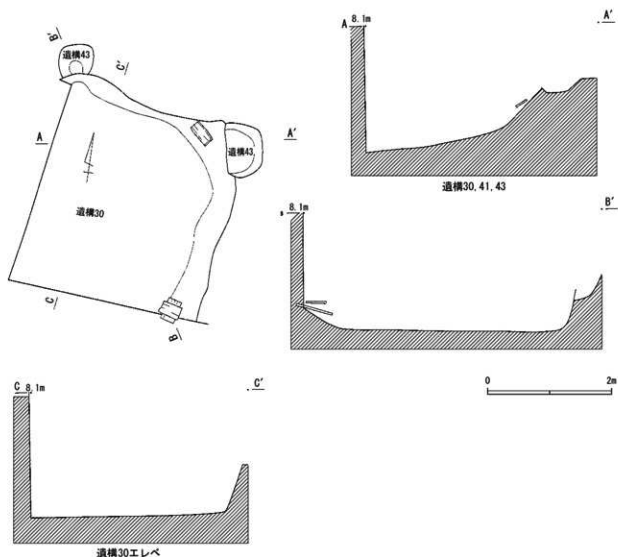 B'
遺構43
C'
A
A'
遺構43
遺構30
C
B
A 8.1m
A'
遺構30, 41, 43
8.1m
B'
0 2m
C 8.1m
C'
遺構30エレベ